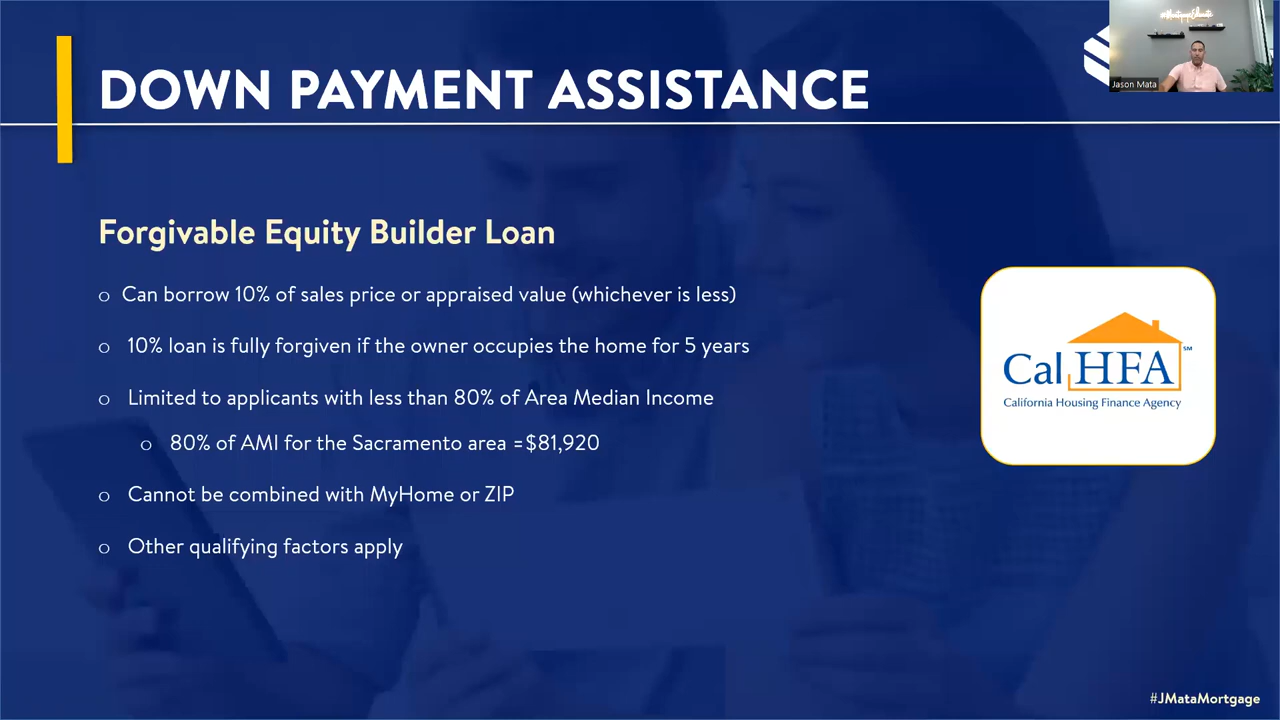 DOWN PAYMENT ASSISTANCE
Jason Mata
Forgivable Equity Builder Loan
o Can borrow 10% of sales price or appraised value (whichever is less)
o 10% loan is fully forgiven if the owner occupies the home for 5 years
o Limited to applicants with less than 80% of Area Median Income
o 80% of AMI for the Sacramento area =$81,920
o Cannot be combined with MyHome or ZIP
o Other qualifying factors apply
Cal HFA SM
California Housing Finance Agency
#JMataMortgage